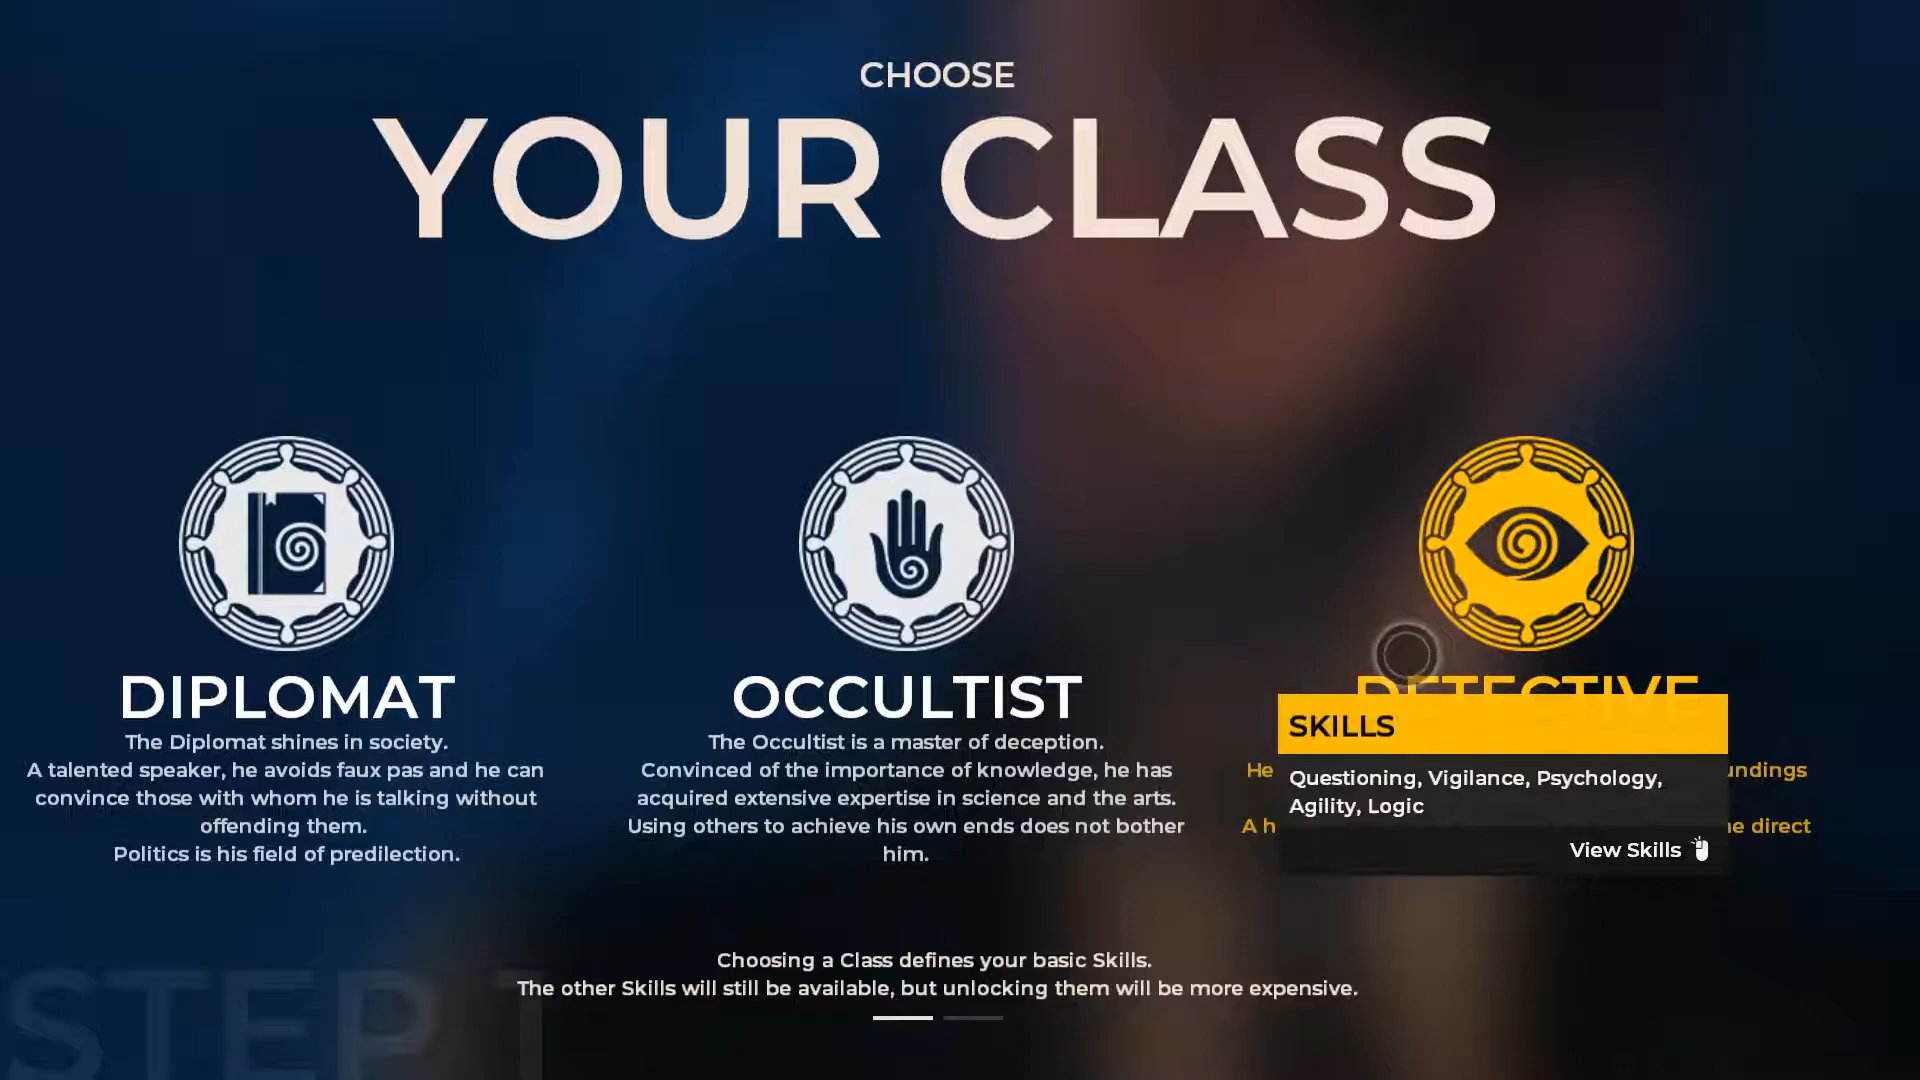 CHOOSE
YOUR CLASS
DIPLOMAT
The Diplomat shines in society.
A talented speaker, he avoids faux pas and he can
convince those with whom he is talking without
offending them.
Politics is his field of predilection.
OCCULTIST
The Occultist is a master of deception.
Convinced of the importance of knowledge, he has
acquired extensive expertise in science and the arts.
Using others to achieve his own ends does not bother
him.
DETECTIVE
He
A
direct
SKILLS
Questioning, Vigilance, Psychology,
Agility, Logic
View Skills
Choosing a Class defines your basic Skills.
The other Skills will still be available, but unlocking them will be more expensive.
STEP 1